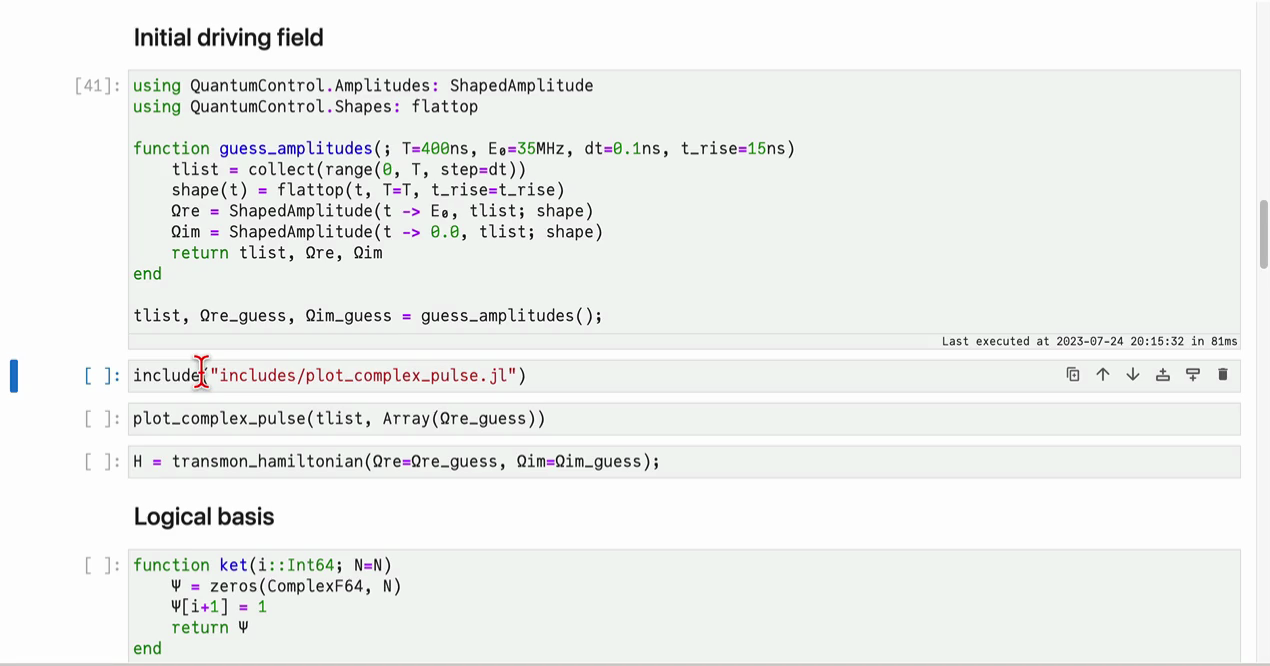 Initial driving field
[41]: using QuantumControl.Amplitudes: ShapedAmplitude
using QuantumControl.Shapes: flattop
function guess_amplitudes(; T=400ns, E₀=35MHz, dt=0.1ns, t_rise=15ns)
    tlist = collect(range(0, T, step=dt))
    shape(t) = flattop(t, T=T, t_rise=t_rise)
    Ωre = ShapedAmplitude(t -> E₀, tlist; shape)
    Ωim = ShapedAmplitude(t -> 0.0, tlist; shape)
    return tlist, Ωre, Ωim
end
tlist, Ωre_guess, Ωim_guess = guess_amplitudes();
Last executed at 2023-07-24 20:15:32 in 81ms
[ ]: include("includes/plot_complex_pulse.jl")
[ ]: plot_complex_pulse(tlist, Array(Ωre_guess))
[ ]: H = transmon_hamiltonian(Ωre=Ωre_guess, Ωim=Ωim_guess);
Logical basis
[ ]: function ket(i::Int64; N=N)
    Ψ = zeros(ComplexF64, N)
    Ψ[i+1] = 1
    return Ψ
end